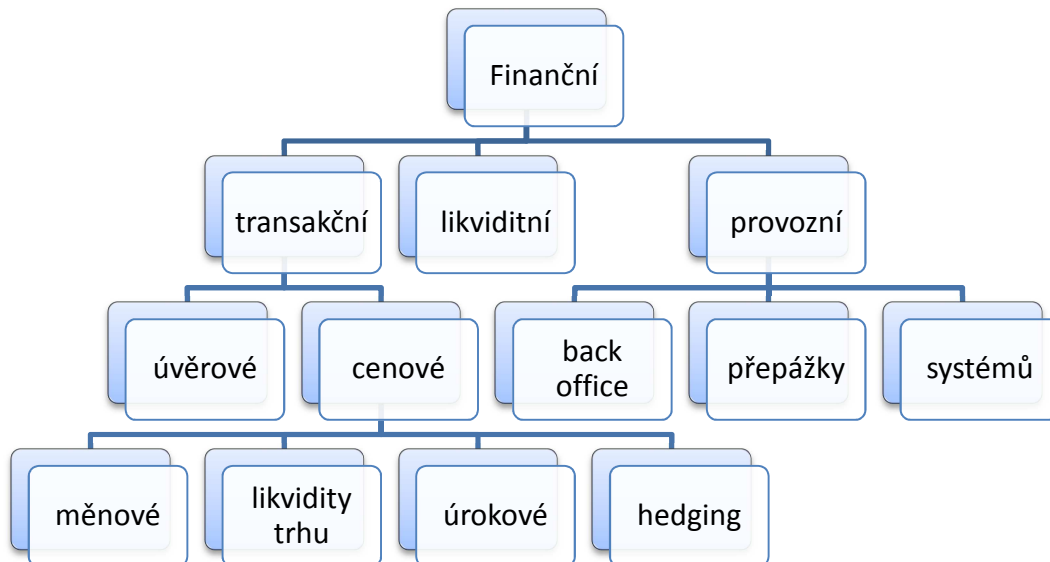 Finanční
transakční
likviditní
provozní
úvěrové
cenové
back
office
přepážky
systémů
měnové
likvidity
trhu
úrokové
hedging